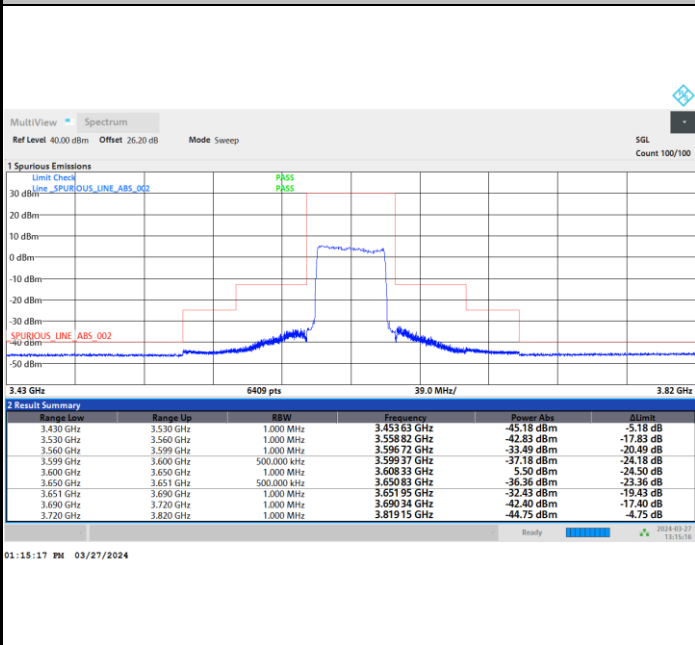 MultiView Spectrum
Ref Level 40.00 dBm Offset 26.20 dB Mode Sweep SGL
Count 100/100
1 Spurious Emissions
Limit Check PASS
Line _SPURIOUS_LINE_ABS_002 PASS
30 dBm
20 dBm
10 dBm
0 dBm
-10 dBm
-20 dBm
-30 dBm
SPURIOUS_LINE_ABS_002
-40 dBm
-50 dBm
3.43 GHz 6409 pts 39.0 MHz/ 3.82 GHz
2 Result Summary
Range Low Range Up RBW Frequency Power Abs ΔLimit
3.430 GHz 3.530 GHz 1.000 MHz 3.453 63 GHz -45.18 dBm -5.18 dB
3.530 GHz 3.560 GHz 1.000 MHz 3.558 82 GHz -42.83 dBm -17.83 dB
3.560 GHz 3.599 GHz 1.000 MHz 3.596 72 GHz -33.49 dBm -20.49 dB
3.599 GHz 3.600 GHz 500.000 kHz 3.599 37 GHz -37.18 dBm -24.18 dB
3.600 GHz 3.650 GHz 1.000 MHz 3.608 33 GHz 5.50 dBm -24.50 dB
3.650 GHz 3.651 GHz 500.000 kHz 3.650 83 GHz -36.36 dBm -23.36 dB
3.651 GHz 3.690 GHz 1.000 MHz 3.651 95 GHz -32.43 dBm -19.43 dB
3.690 GHz 3.720 GHz 1.000 MHz 3.690 34 GHz -42.40 dBm -17.40 dB
3.720 GHz 3.820 GHz 1.000 MHz 3.819 15 GHz -44.75 dBm -4.75 dB
Ready 2024-03-27
13:15:16
01:15:17 PM 03/27/2024